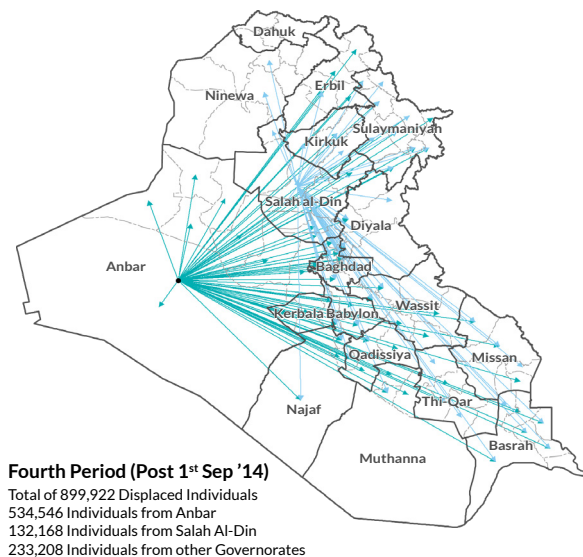 Dahuk
Ninewa
Erbil
Sulaymaniyah
Kirkuk
Salah al-Din
Diyala
Anbar
Baghdad
Wassit
Kerbala Babylon
Qadissiya
Missan
Najaf
Thi-Qar
Basrah
Muthanna
Fourth Period (Post 1st Sep ’14)
Total of 899,922 Displaced Individuals
534,546 Individuals from Anbar
132,168 Individuals from Salah Al-Din
233,208 Individuals from other Governorates